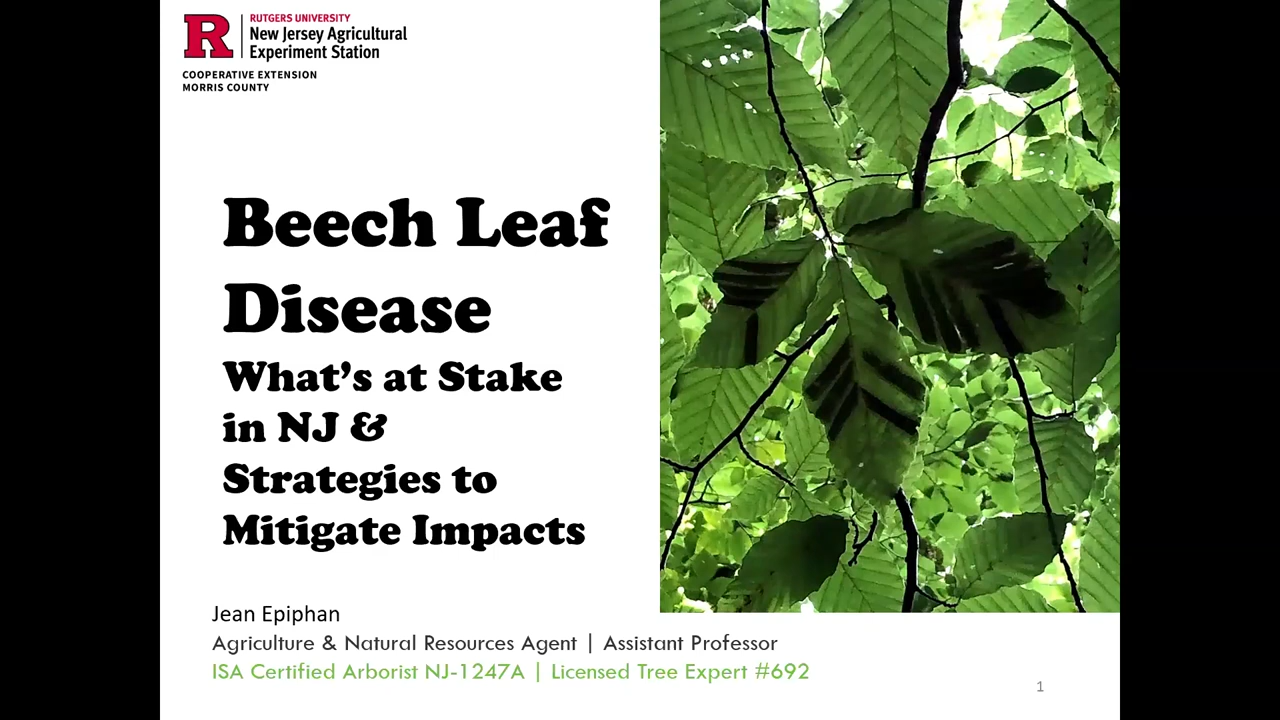 RUTGERS UNIVERSITY
New Jersey Agricultural
Experiment Station
COOPERATIVE EXTENSION
MORRIS COUNTY
Beech Leaf
Disease
What's at Stake
in NJ &
Strategies to
Mitigate Impacts
Jean Epiphan
Agriculture & Natural Resources Agent | Assistant Professor
ISA Certified Arborist NJ-1247A | Licensed Tree Expert #692
1